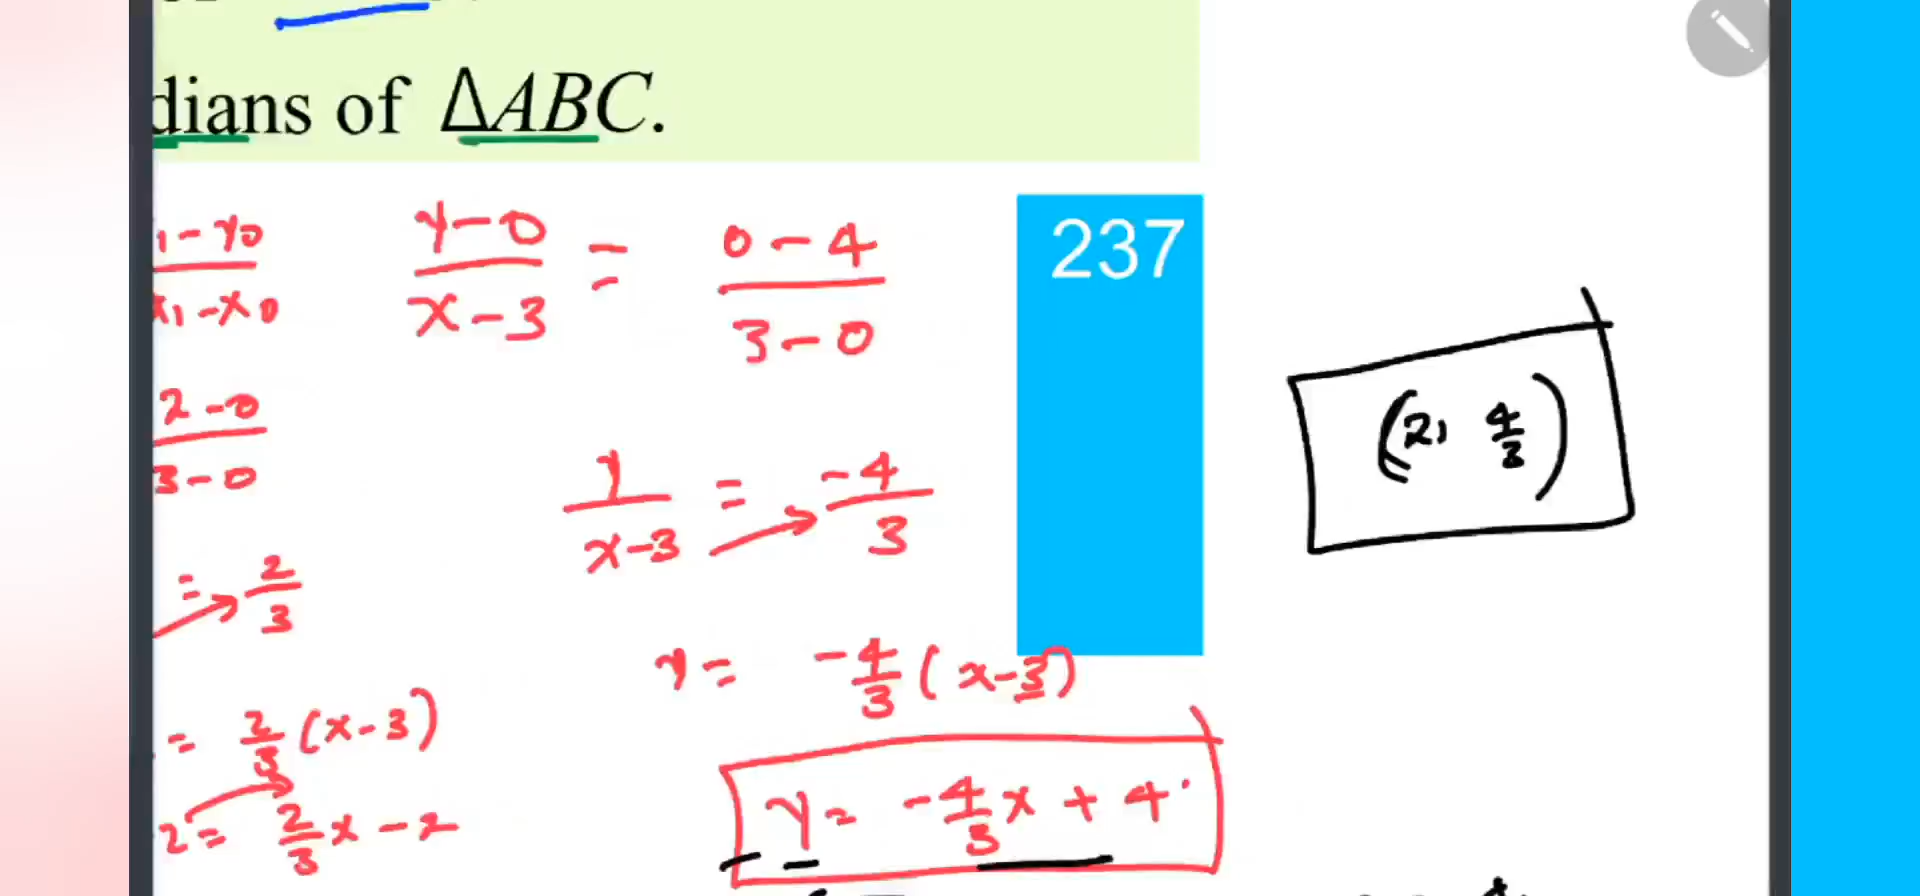 dians of ΔABC.
237
1-y0 / x1-x0
y-0 / x-3 = 0-4 / 3-0
2-0 / 3-0
y / x-3 = -4 / 3
= 2/3
y = -4/3 (x-3)
= 2/3 (x-3)
y = -4/3 x + 4
2 = 2/3 x - 2
(2, 4/3)